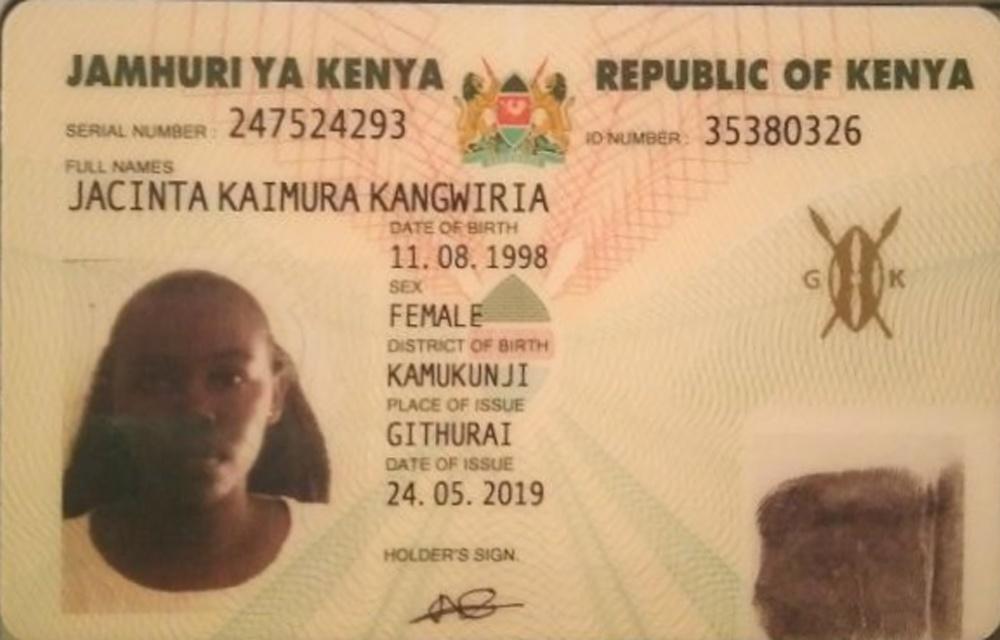 JAMHURI YA KENYA REPUBLIC OF KENYA
SERIAL NUMBER : 247524293 ID NUMBER : 35380326
FULL NAMES
JACINTA KAIMURA KANGWIRIA
DATE OF BIRTH
11. 08. 1998
SEX
FEMALE
G K
DISTRICT OF BIRTH
KAMUKUNJI
PLACE OF ISSUE
GITHURAI
DATE OF ISSUE
24. 05. 2019
HOLDER'S SIGN.